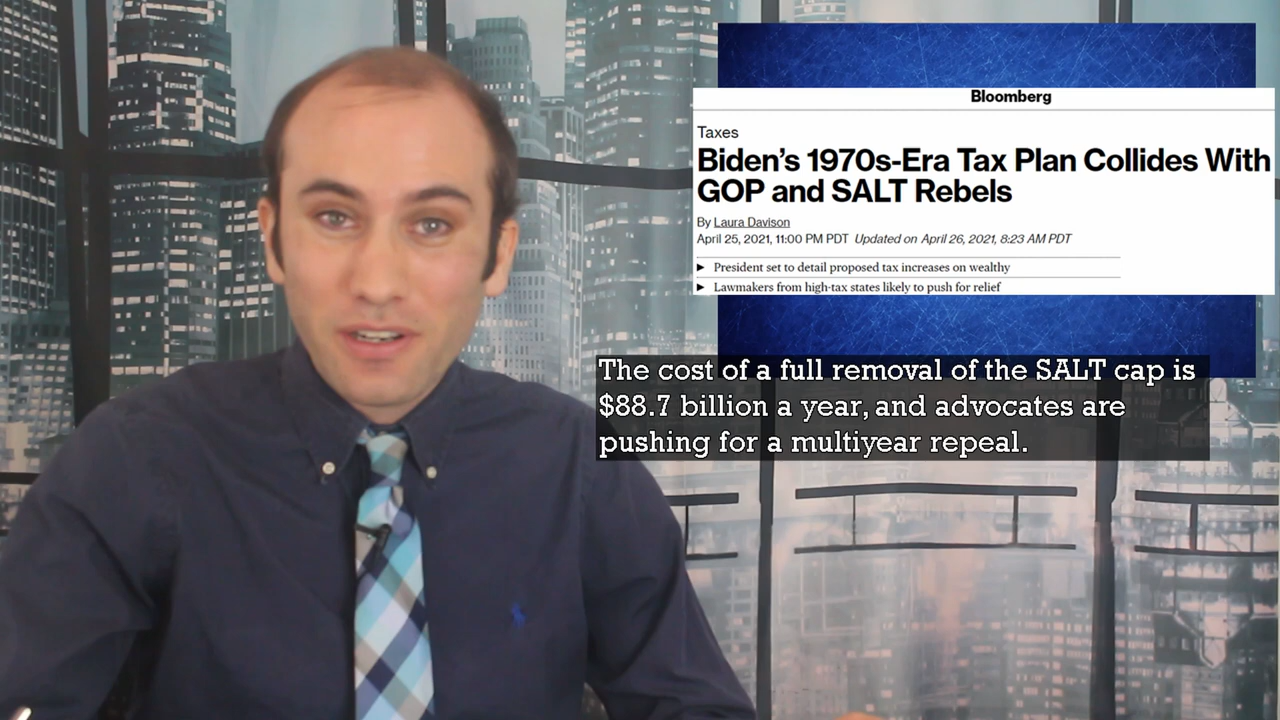 Bloomberg
Taxes
Biden's 1970s-Era Tax Plan Collides With
GOP and SALT Rebels
By Laura Davison
April 25, 2021, 11:00 PM PDT Updated on April 26, 2021, 8:23 AM PDT
▶ President set to detail proposed tax increases on wealthy
▶ Lawmakers from high-tax states likely to push for relief
The cost of a full removal of the SALT cap is
$88.7 billion a year, and advocates are
pushing for a multiyear repeal.